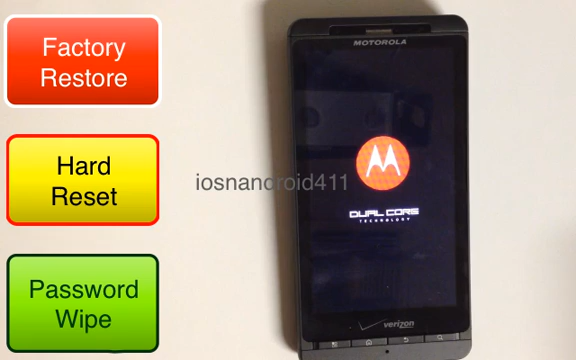 Factory
Restore
MOTOROLA
Hard
Reset
iosnandroid411
DUAL CORE
TECHNOLOGY
Password
Wipe
verizon